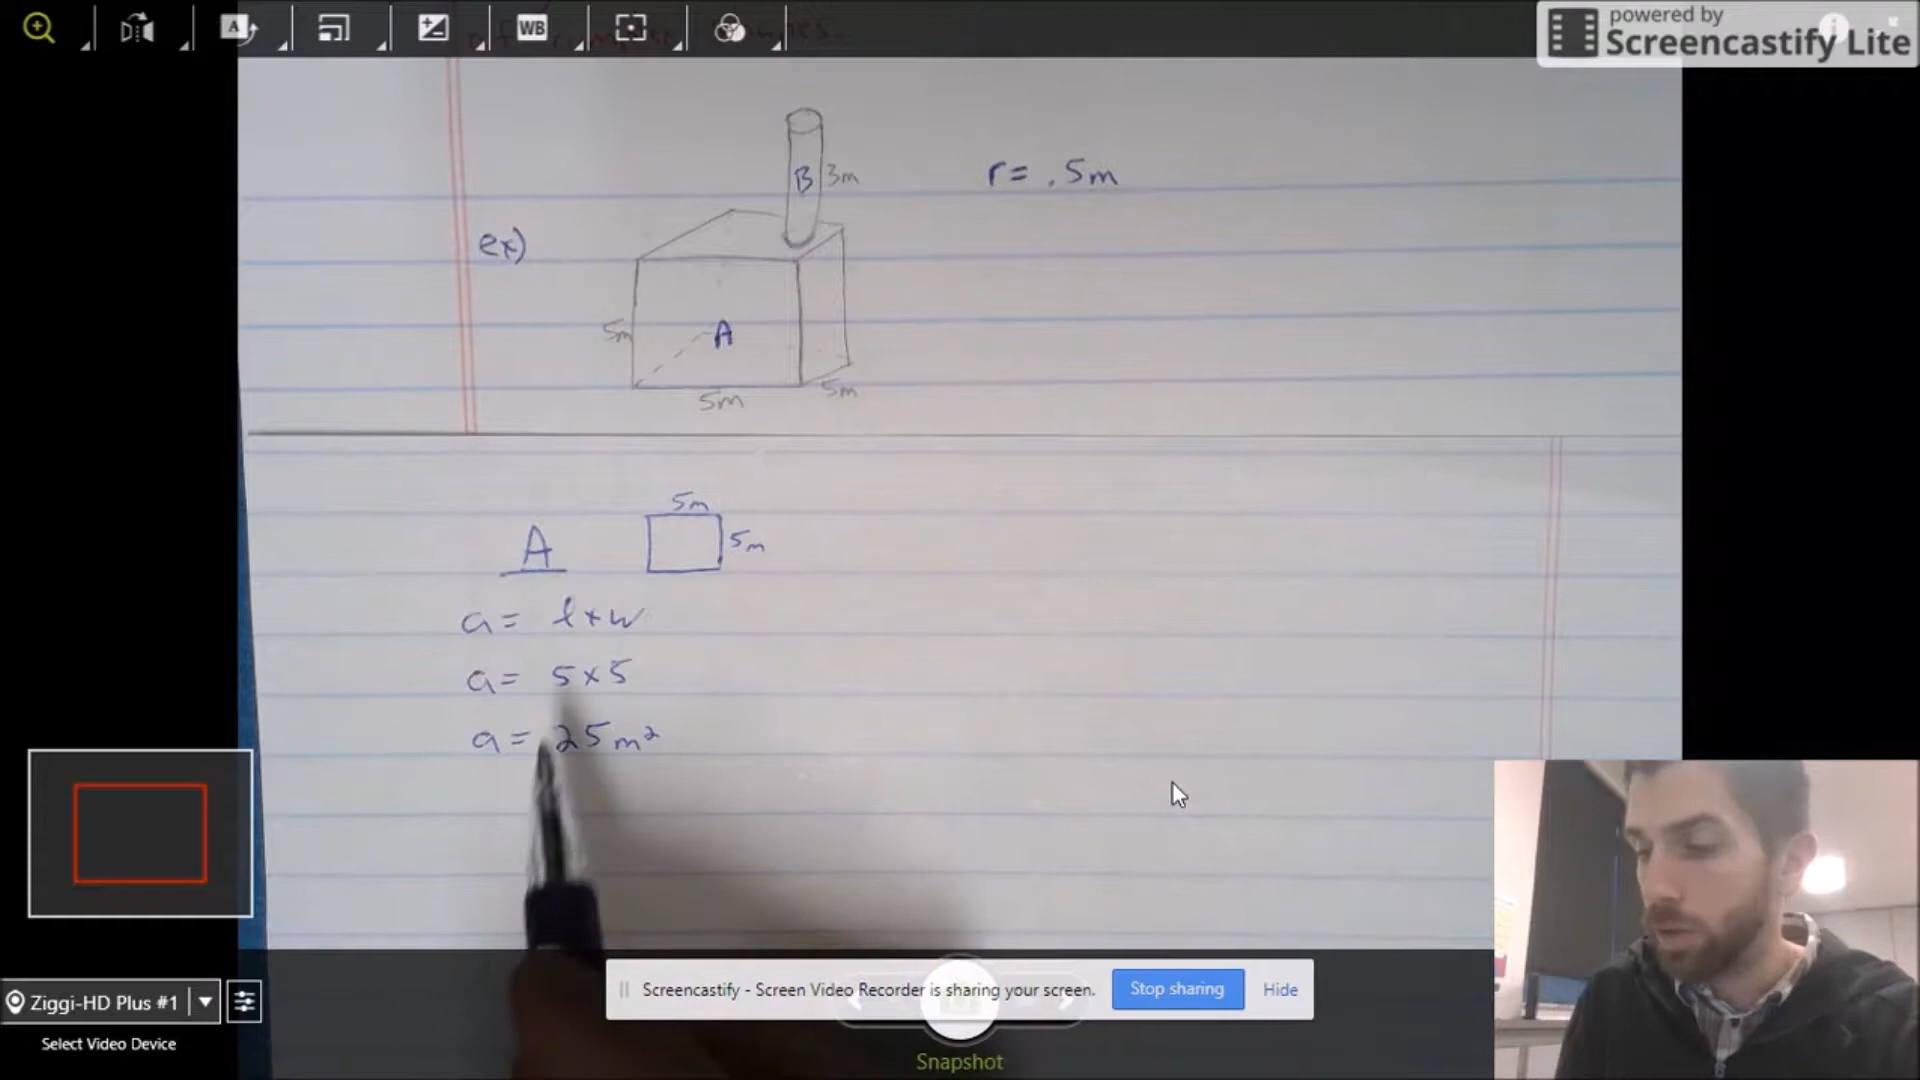 A
WB
powered by
Screencastify Lite
B 3m
r= .5m
ex)
A
5m
5m
5m
5m
A
5m
a= l×w
a= 5×5
a= 25m²
Screencastify - Screen Video Recorder is sharing your screen.
Stop sharing
Hide
Ziggi-HD Plus #1
Select Video Device
Snapshot